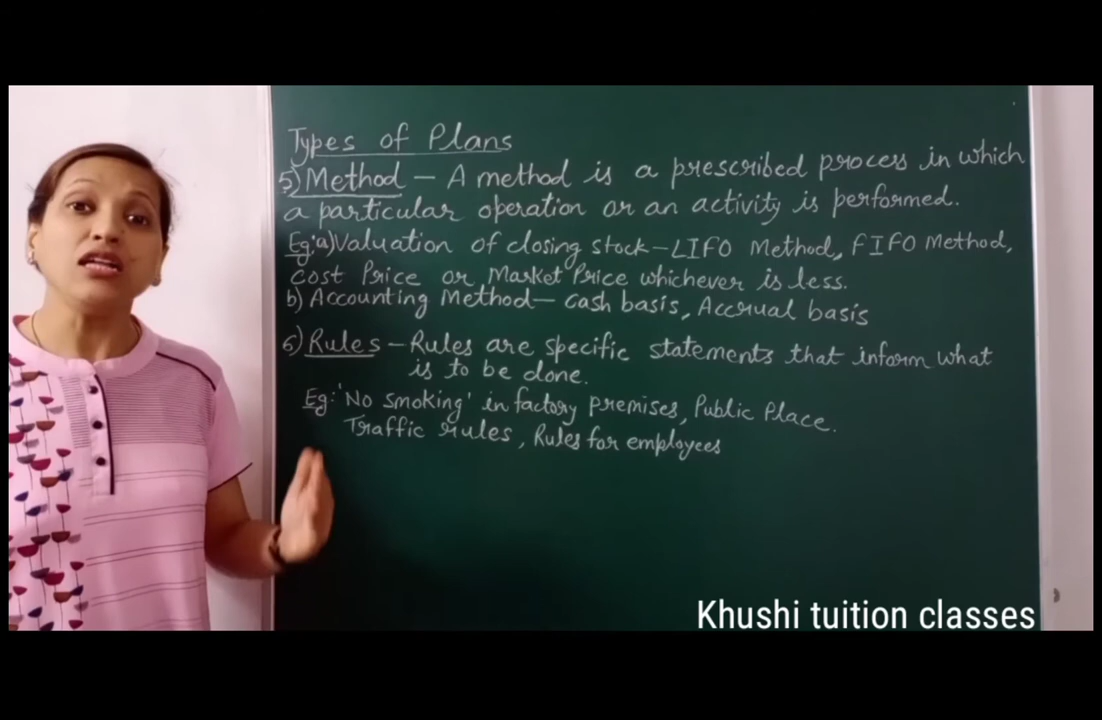 Types of Plans
5) Method – A method is a prescribed process in which
a particular operation or an activity is performed.
Eg: a) Valuation of closing stock – LIFO Method, FIFO Method,
cost Price or Market Price whichever is less.
b) Accounting Method – cash basis, Accrual basis
6) Rules – Rules are specific statements that inform what
is to be done.
Eg: 'No smoking' in factory premises, Public Place.
Traffic rules, Rules for employees
Khushi tuition classes